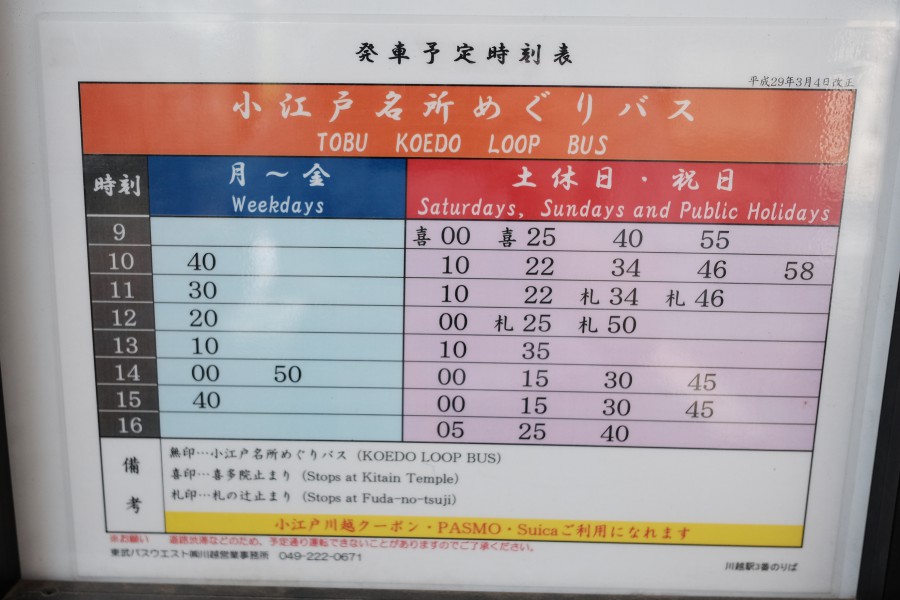 発車予定時刻表
平成29年3月4日改正
小江戸名所めぐりバス
TOBU KOEDO LOOP BUS
時刻 月～金 土休日・祝日
Weekdays Saturdays, Sundays and Public Holidays
9 喜 00 喜 25 40 55
10 40 10 22 34 46 58
11 30 10 22 札 34 札 46
12 20 00 札 25 札 50
13 10 10 35
14 00 50 00 15 30 45
15 40 00 15 30 45
16 05 25 40
備考
無印…小江戸名所めぐりバス (KOEDO LOOP BUS)
喜印…喜多院止まり (Stops at Kitain Temple)
札印…札の辻止まり (Stops at Fuda-no-tsuji)
小江戸川越クーポン・PASMO・Suicaご利用になれます
※お願い 道路渋滞などのため、予定通り運転できないことがありますのでご了承ください。
東武バスウエスト㈱川越営業事務所 049-222-0671
川越駅3番のりば